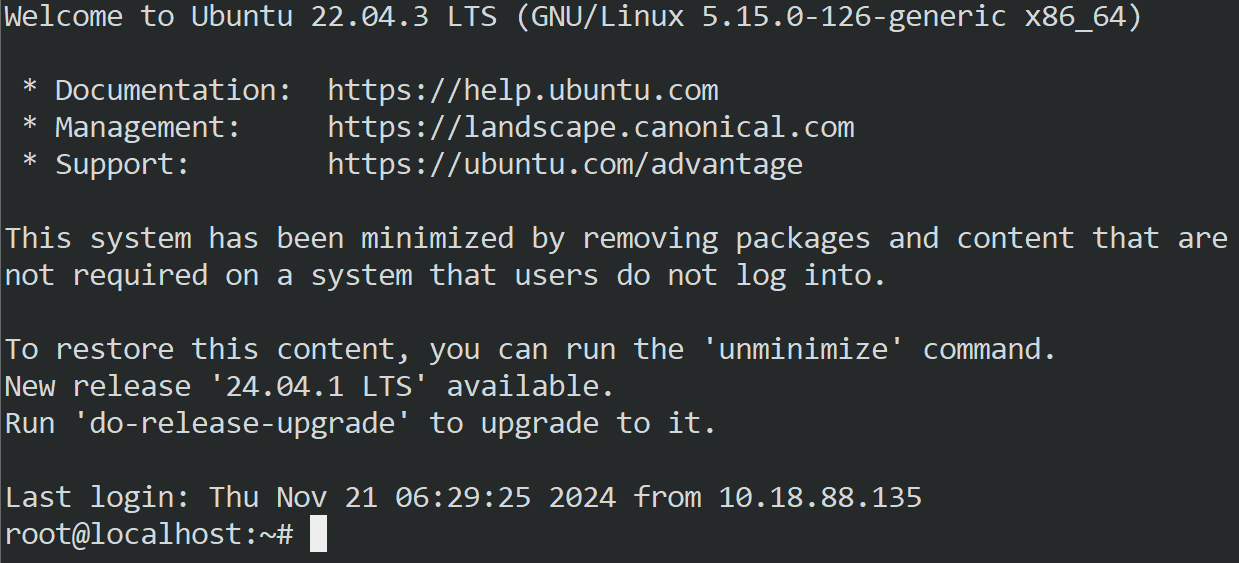 Welcome to Ubuntu 22.04.3 LTS (GNU/Linux 5.15.0-126-generic x86_64)
 * Documentation:  https://help.ubuntu.com
 * Management:     https://landscape.canonical.com
 * Support:        https://ubuntu.com/advantage
This system has been minimized by removing packages and content that are
not required on a system that users do not log into.
To restore this content, you can run the 'unminimize' command.
New release '24.04.1 LTS' available.
Run 'do-release-upgrade' to upgrade to it.
Last login: Thu Nov 21 06:29:25 2024 from 10.18.88.135
root@localhost:~#